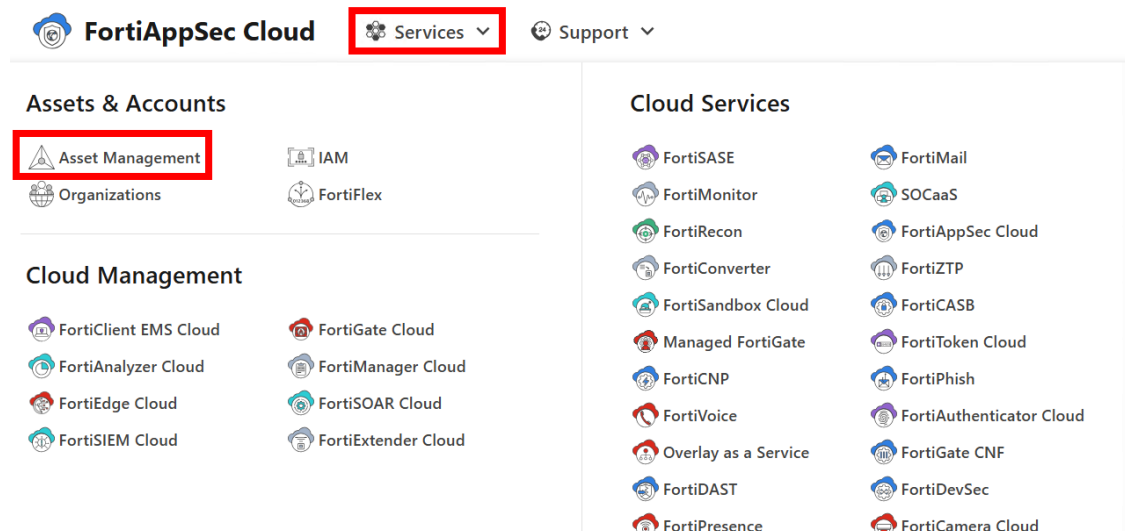 FortiAppSec Cloud Services Support
Assets & Accounts
Asset Management IAM
Organizations FortiFlex
Cloud Management
FortiClient EMS Cloud FortiGate Cloud
FortiAnalyzer Cloud FortiManager Cloud
FortiEdge Cloud FortiSOAR Cloud
FortiSIEM Cloud FortiExtender Cloud
Cloud Services
FortiSASE FortiMail
FortiMonitor SOCaaS
FortiRecon FortiAppSec Cloud
FortiConverter FortiZTP
FortiSandbox Cloud FortiCASB
Managed FortiGate FortiToken Cloud
FortiCNP FortiPhish
FortiVoice FortiAuthenticator Cloud
Overlay as a Service FortiGate CNF
FortiDAST FortiDevSec
FortiPresence FortiCamera Cloud